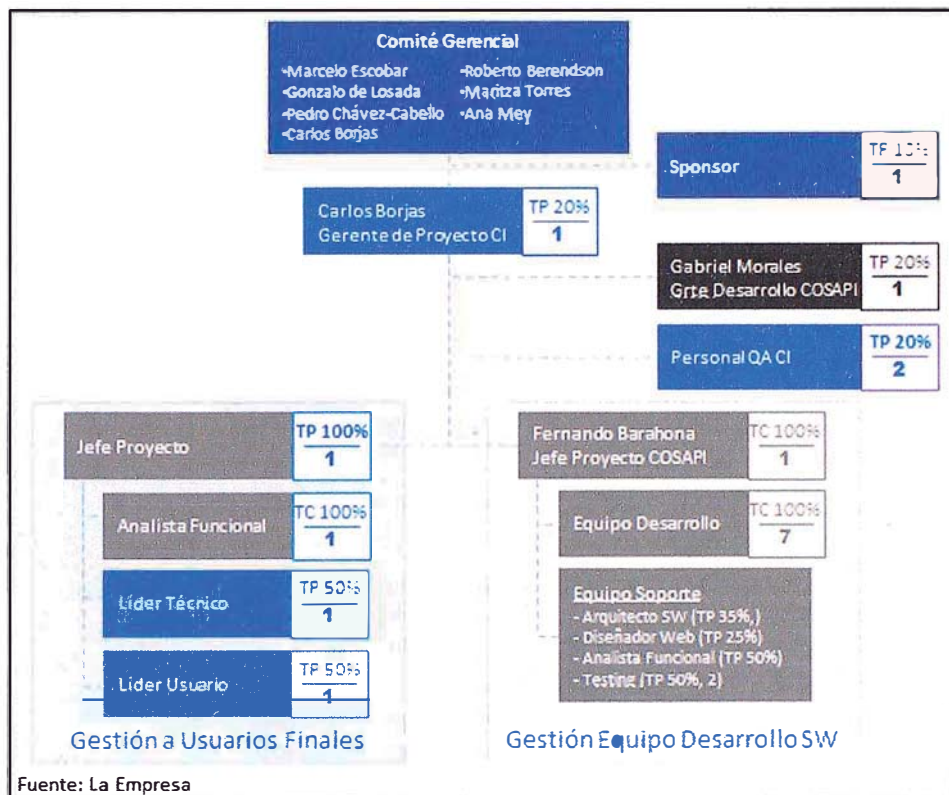 Comité Gerencial
•Marcelo Escobar
•Gonzalo de Losada
•Pedro Chávez-Cabello
•Carlos Borjas
•Roberto Berendson
•Maritza Torres
•Ana Mey
Sponsor
TP 10%
1
Carlos Borjas
Gerente de Proyecto CI
TP 20%
1
Gabriel Morales
Grte Desarrollo COSAPI
TP 20%
1
Personal QA CI
TP 20%
2
Jefe Proyecto
TP 100%
1
Analista Funcional
TC 100%
1
Líder Técnico
TP 50%
1
Lider Usuario
TP 50%
1
Gestión a Usuarios Finales
Fernando Barahona
Jefe Proyecto COSAPI
TC 100%
1
Equipo Desarrollo
TC 100%
7
Equipo Soporte
- Arquitecto SW (TP 35%,)
- Diseñador Web (TP 25%)
- Analista Funcional (TP 50%)
- Testing (TP 50%, 2)
Gestión Equipo Desarrollo SW
Fuente: La Empresa